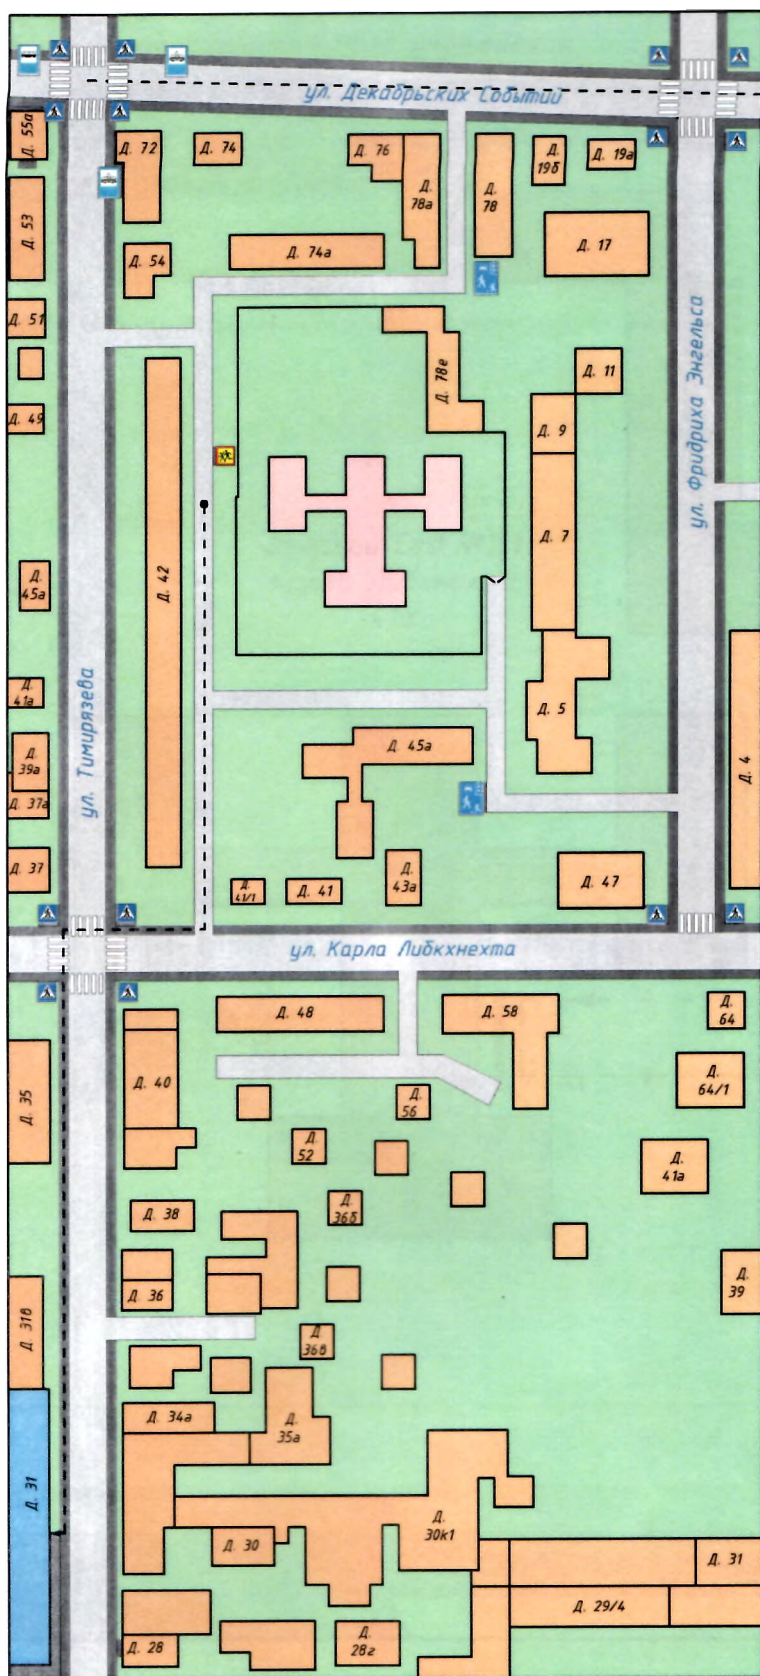 ул. Декабрьских Событий
Д.
55а
Д. 72
Д. 74
Д. 76
Д.
78а
Д.
78
Д.
19б
Д. 19а
Д. 53
Д. 54
Д. 74а
Д. 17
Д. 51
Д. 78е
Д. 11
ул. Фридриха Энгельса
Д. 49
Д. 9
Д. 7
Д. 42
Д.
45а
Д.
41а
ул. Тимирязева
Д. 5
Д.
39а
Д. 45а
Д. 4
Д. 37а
Д. 37
Д.
41/1
Д. 41
Д.
43а
Д. 47
ул. Карла Либкхнехта
Д. 48
Д. 58
Д.
64
Д. 35
Д. 40
Д.
56
Д.
64/1
Д.
52
Д.
41а
Д. 38
Д.
36б
Д. 36
Д.
39
Д. 31в
Д.
36в
Д. 34а
Д.
35а
Д. 31
Д. 30
Д.
30к1
Д. 31
Д. 29/4
Д. 28
Д.
28г